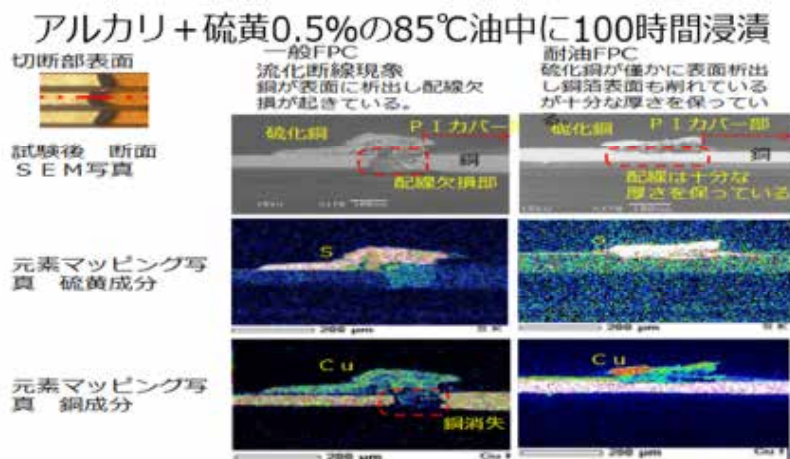 アルカリ＋硫黄0.5%の85℃油中に100時間浸漬
切断部表面
一般FPC
流化断線現象
銅が表面に析出し配線欠
損が起きている。
耐油FPC
硫化銅が僅かに表面析出
し銅箔表面も削れている
が十分な厚さを保ってい
試験後 断面
ＳＥＭ写真
硫化銅
ＰＩカバー
銅
配線欠損部
硫化銅
ＰＩカバー部
銅
配線は十分な
厚さを保っている
元素マッピング写
真 硫黄成分
S
200 μm
S
200 μm
S K
元素マッピング写
真 銅成分
Cu
銅消失
200 μm
Cu
200 μm